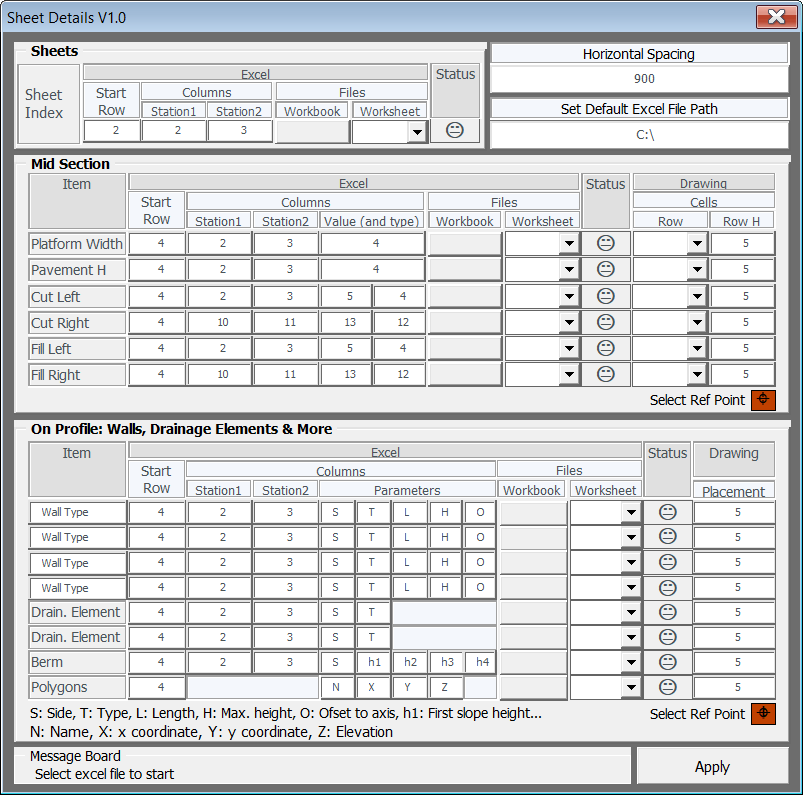 Sheet Details V1.0
Sheets
Excel
Status
Sheet Index
Start Row
Columns
Files
Station1 Station2 Workbook Worksheet
2 2 3
Horizontal Spacing
900
Set Default Excel File Path
C:\
Mid Section
Item
Excel
Status
Drawing
Start Row
Columns
Files
Cells
Station1 Station2 Value (and type) Workbook Worksheet Row Row H
Platform Width 4 2 3 4 5
Pavement H 4 2 3 4 5
Cut Left 4 2 3 5 4 5
Cut Right 4 10 11 13 12 5
Fill Left 4 2 3 5 4 5
Fill Right 4 10 11 13 12 5
Select Ref Point
On Profile: Walls, Drainage Elements & More
Item
Excel
Status
Drawing
Start Row
Columns
Files
Station1 Station2 Parameters Workbook Worksheet Placement
Wall Type 4 2 3 S T L H O 5
Wall Type 4 2 3 S T L H O 5
Wall Type 4 2 3 S T L H O 5
Wall Type 4 2 3 S T L H O 5
Drain. Element 4 2 3 S T 5
Drain. Element 4 2 3 S T 5
Berm 4 2 3 S h1 h2 h3 h4 5
Polygons 4 N X Y Z 5
S: Side, T: Type, L: Length, H: Max. height, O: Ofset to axis, h1: First slope height...
N: Name, X: x coordinate, Y: y coordinate, Z: Elevation
Select Ref Point
Message Board
Select excel file to start
Apply